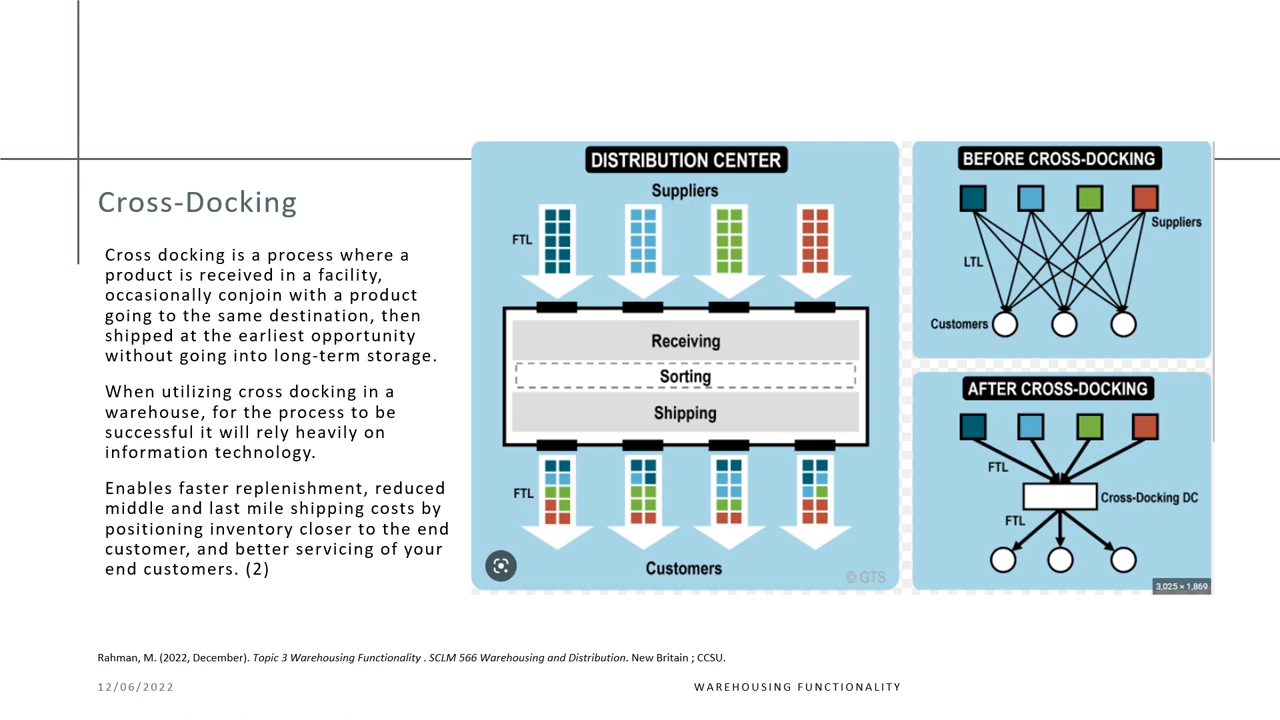 Cross-Docking
Cross docking is a process where a
product is received in a facility,
occasionally conjoin with a product
going to the same destination, then
shipped at the earliest opportunity
without going into long-term storage.
When utilizing cross docking in a
warehouse, for the process to be
successful it will rely heavily on
information technology.
Enables faster replenishment, reduced
middle and last mile shipping costs by
positioning inventory closer to the end
customer, and better servicing of your
end customers. (2)
DISTRIBUTION CENTER
Suppliers
FTL
Receiving
Sorting
Shipping
FTL
Customers
© GTS
BEFORE CROSS-DOCKING
Suppliers
LTL
Customers
AFTER CROSS-DOCKING
FTL
Cross-Docking DC
FTL
3,025 × 1,869
Rahman, M. (2022, December). Topic 3 Warehousing Functionality . SCLM 566 Warehousing and Distribution. New Britain ; CCSU.
12/06/2022
WAREHOUSING FUNCTIONALITY